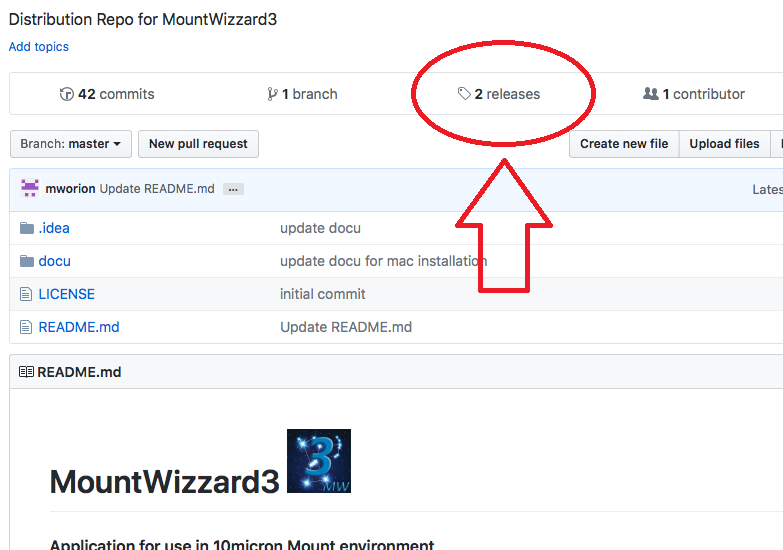 Distribution Repo for MountWizzard3
Add topics
42 commits 1 branch 2 releases 1 contributor
Branch: master New pull request Create new file Upload files
mworion Update README.md ... Lates
.idea update docu
docu update docu for mac installation
LICENSE initial commit
README.md Update README.md
README.md
3
MW
MountWizzard3
Application for use in 10micron Mount environment